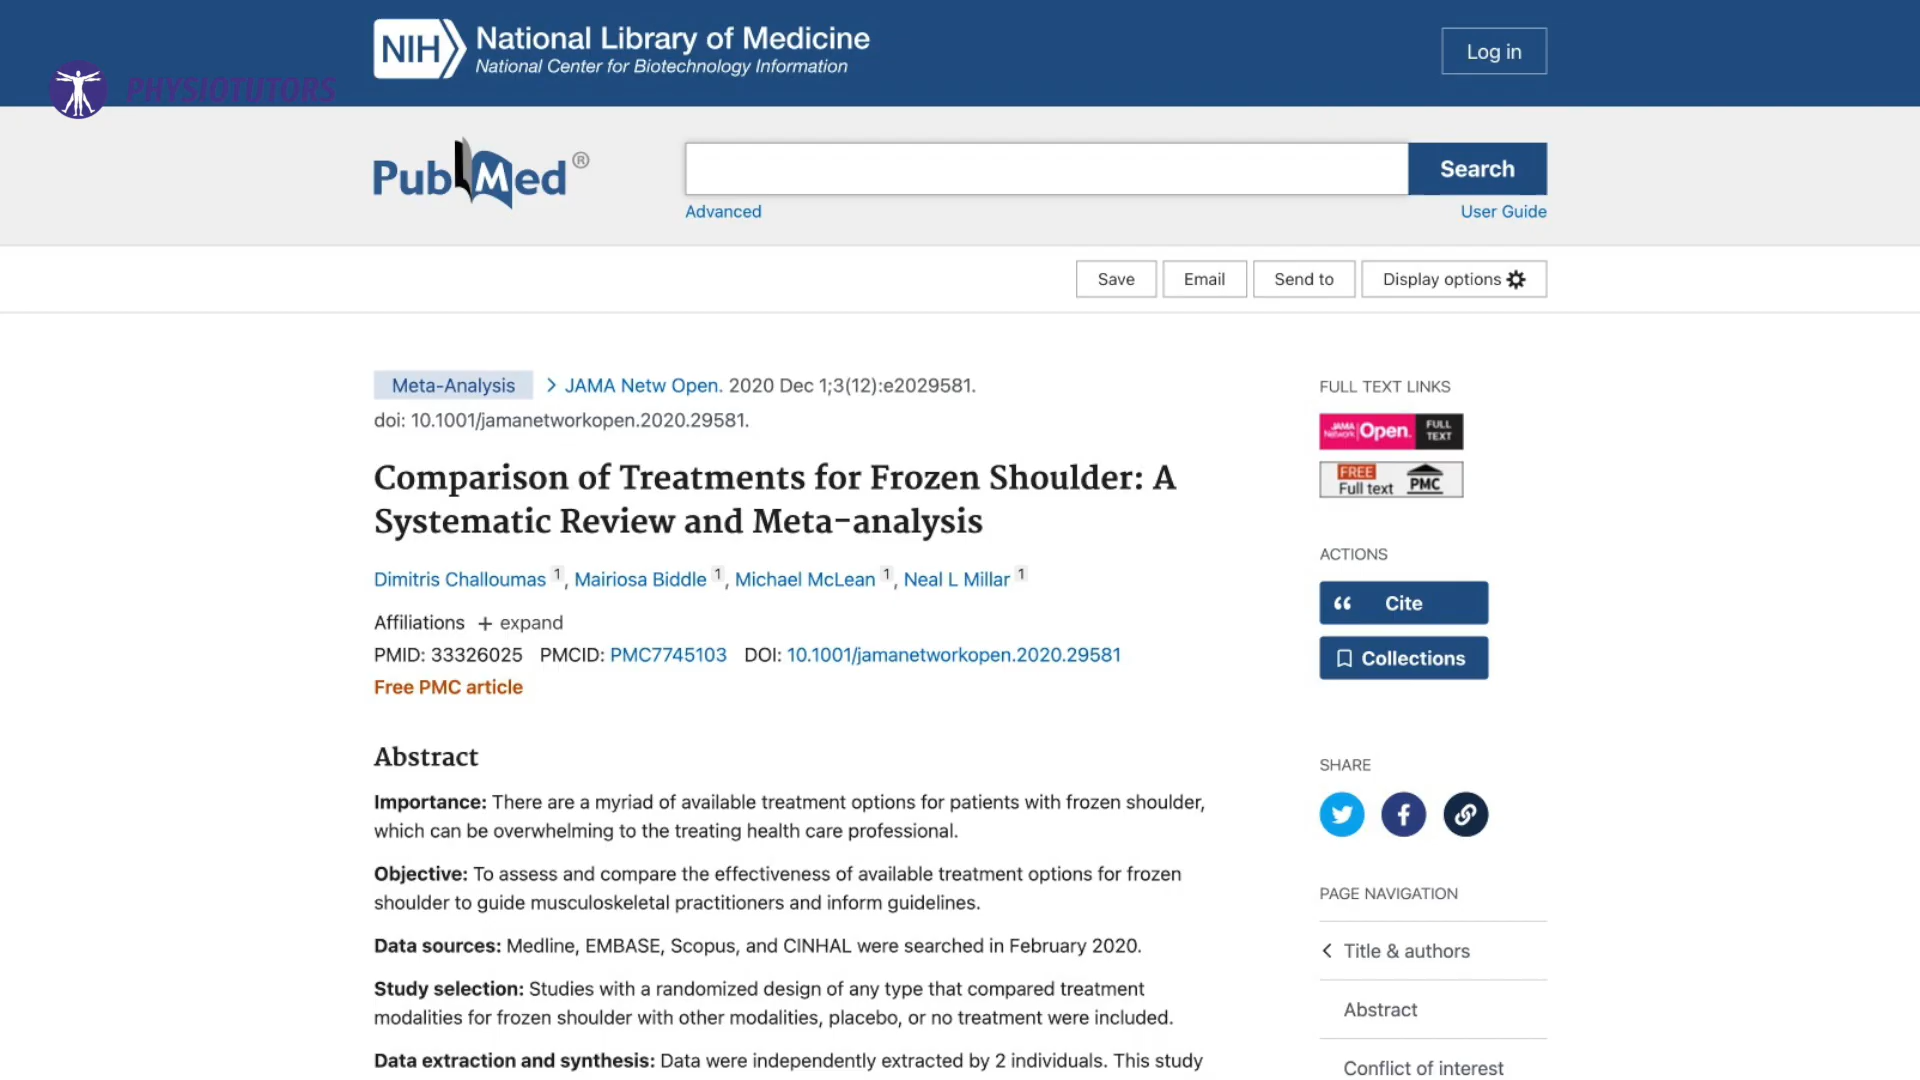 NIH National Library of Medicine
National Center for Biotechnology Information
Log in
PHYSIOTUTORS
PubMed®
Search
Advanced
User Guide
Save
Email
Send to
Display options
Meta-Analysis > JAMA Netw Open. 2020 Dec 1;3(12):e2029581.
doi: 10.1001/jamanetworkopen.2020.29581.
Comparison of Treatments for Frozen Shoulder: A
Systematic Review and Meta-analysis
Dimitris Challoumas 1, Mairiosa Biddle 1, Michael McLean 1, Neal L Millar 1
Affiliations + expand
PMID: 33326025 PMCID: PMC7745103 DOI: 10.1001/jamanetworkopen.2020.29581
Free PMC article
Abstract
Importance: There are a myriad of available treatment options for patients with frozen shoulder,
which can be overwhelming to the treating health care professional.
Objective: To assess and compare the effectiveness of available treatment options for frozen
shoulder to guide musculoskeletal practitioners and inform guidelines.
Data sources: Medline, EMBASE, Scopus, and CINHAL were searched in February 2020.
Study selection: Studies with a randomized design of any type that compared treatment
modalities for frozen shoulder with other modalities, placebo, or no treatment were included.
Data extraction and synthesis: Data were independently extracted by 2 individuals. This study
FULL TEXT LINKS
JAMA Network Open. FULL TEXT
FREE Full text PMC
ACTIONS
Cite
Collections
SHARE
PAGE NAVIGATION
Title & authors
Abstract
Conflict of interest